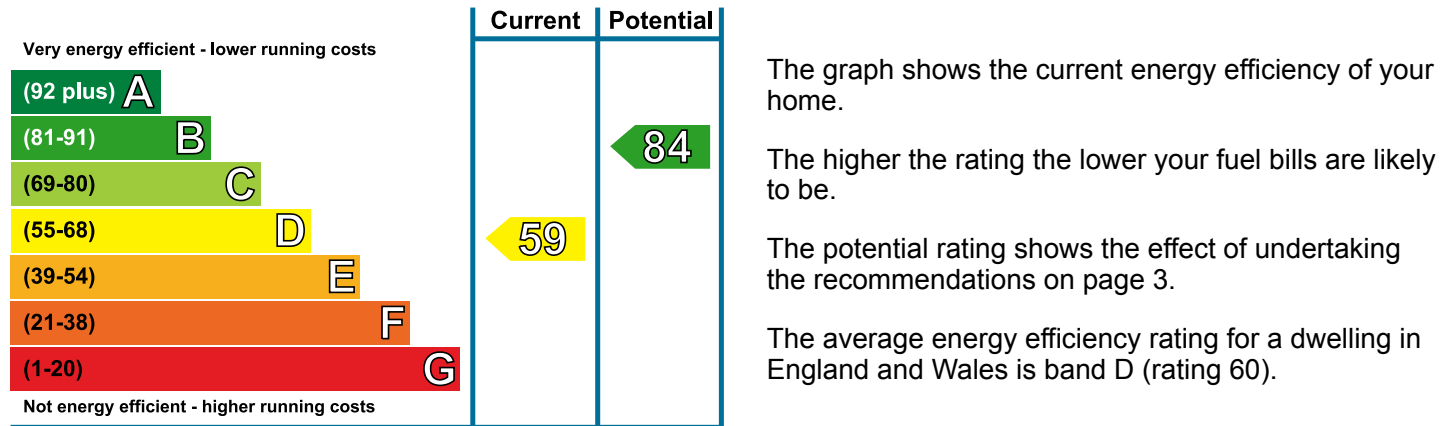 Current Potential
Very energy efficient - lower running costs
(92 plus) A
(81-91) B
(69-80) C
(55-68) D
(39-54) E
(21-38) F
(1-20) G
Not energy efficient - higher running costs
84
59
The graph shows the current energy efficiency of your
home.
The higher the rating the lower your fuel bills are likely
to be.
The potential rating shows the effect of undertaking
the recommendations on page 3.
The average energy efficiency rating for a dwelling in
England and Wales is band D (rating 60).